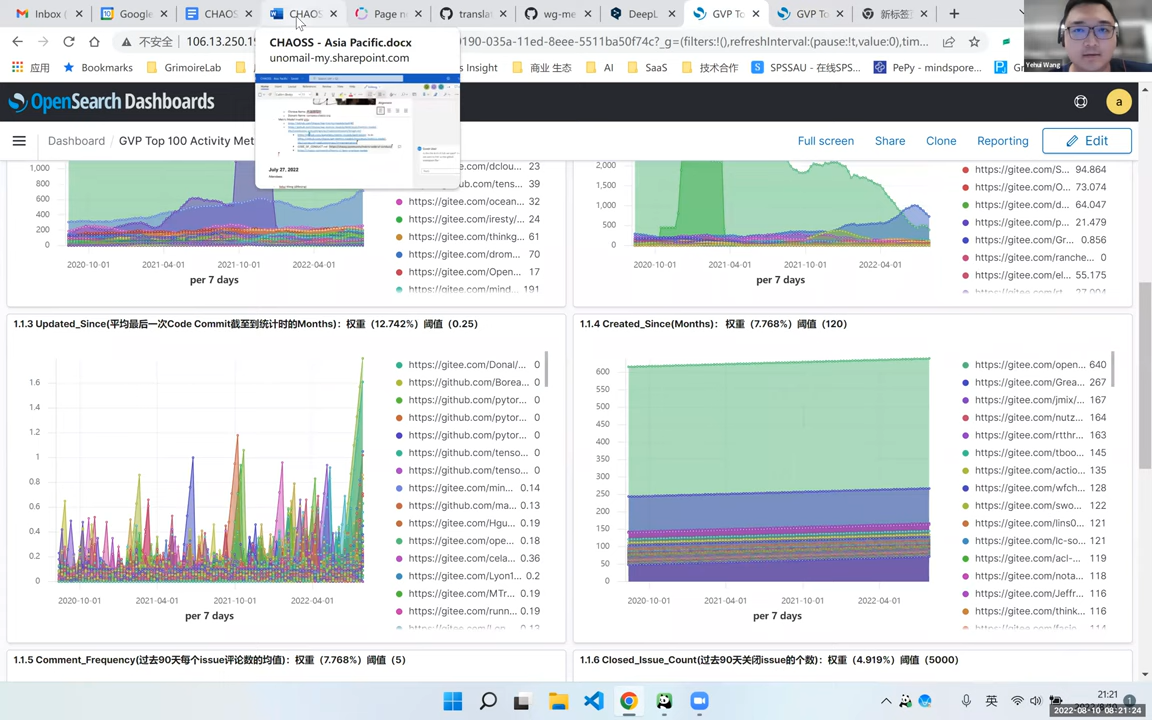 Inbox (
Google
CHAOS
CHAOS
Page n
translat
wg-me
DeepL
GVP To
GVP To
新标签
不安全
106.13.250.19
0190-035a-11ed-8eee-5511ba50f74c?_g=(filters:!(),refreshInterval:(pause:!t,value:0),tim...
CHAOSS - Asia Pacific.docx
unomail-my.sharepoint.com
July 27, 2022
应用
Bookmarks
GrimoireLab
Insight
商业 生态
AI
SaaS
技术合作
SPSSAU - 在线SPS...
PePy - mindspore...
Yehui Wang
OpenSearch Dashboards
a
Dashboard
GVP Top 100 Activity Met
Full screen
Share
Clone
Reporting
Edit
1,000
800
600
400
200
0
2020-10-01
2021-04-01
2021-10-01
2022-04-01
per 7 days
https://gitee.com/dclou... 23
https://gitee.com/tens... 39
https://gitee.com/ocean... 32
https://gitee.com/iresty/... 24
https://gitee.com/thinkg... 61
https://gitee.com/drom... 70
https://gitee.com/Open... 17
https://gitee.com/mind... 191
2,000
1,500
1,000
500
0
2020-10-01
2021-04-01
2021-10-01
2022-04-01
per 7 days
https://gitee.com/S... 94.864
https://gitee.com/O... 73.074
https://gitee.com/d... 64.047
https://gitee.com/p... 21.479
https://gitee.com/Gr... 0.856
https://gitee.com/ranche... 0
https://gitee.com/el... 55.175
1.1.3 Updated_Since(平均最后一次Code Commit截至到统计时的Months)：权重（12.742%）阈值（0.25）
1.6
1.4
1.2
1
0.8
0.6
0.4
0.2
0
2020-10-01
2021-04-01
2021-10-01
2022-04-01
per 7 days
https://gitee.com/Donal/... 0
https://github.com/Borea... 0
https://github.com/pytor... 0
https://github.com/pytor... 0
https://github.com/pytor... 0
https://github.com/tenso... 0
https://github.com/tenso... 0
https://gitee.com/min... 0.14
https://gitee.com/ma... 0.13
https://gitee.com/Hgu... 0.19
https://gitee.com/ope... 0.18
https://gitee.com/cela... 0.36
https://gitee.com/Lyon1... 0.2
https://gitee.com/MTr... 0.19
https://gitee.com/runn... 0.19
1.1.4 Created_Since(Months)： 权重（7.768%）阈值（120）
600
550
500
450
400
350
300
250
200
150
100
50
0
2020-10-01
2021-04-01
2021-10-01
2022-04-01
per 7 days
https://gitee.com/open... 640
https://gitee.com/Grea... 267
https://gitee.com/jmix/... 167
https://gitee.com/nutz... 164
https://gitee.com/rtthr... 163
https://gitee.com/tboo... 145
https://gitee.com/actio... 135
https://gitee.com/wfch... 128
https://gitee.com/swo... 122
https://gitee.com/lins0... 121
https://gitee.com/lc-so... 121
https://gitee.com/acl-... 119
https://gitee.com/nota... 118
https://gitee.com/Jeffr... 116
https://gitee.com/think... 116
1.1.5 Comment_Frequency(过去90天每个issue评论数的均值)：权重（7.768%）阈值（5）
1.1.6 Closed_Issue_Count(过去90天关闭issue的个数)：权重（4.919%）阈值（5000）
英
21:21
2022-08-10 08:21:24